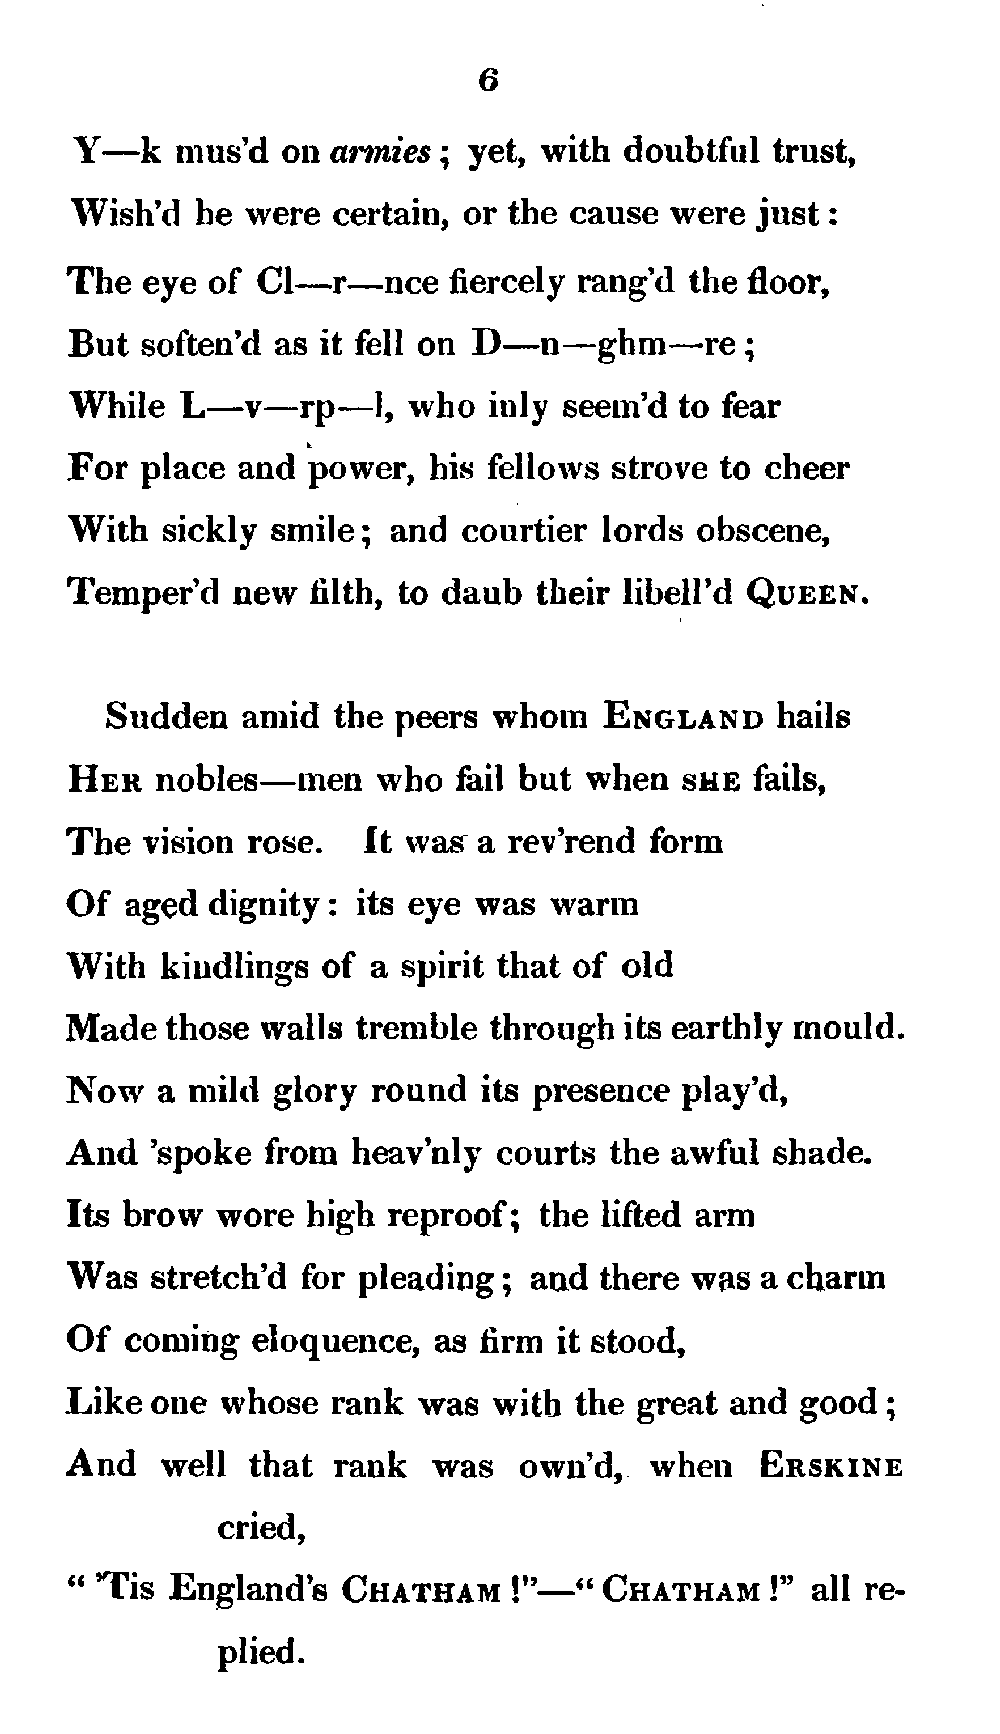 6
Y—k mus'd on armies; yet, with doubtful trust,
Wish'd he were certain, or the cause were just:
The eye of Cl—r—nce fiercely rang'd the floor,
But soften'd as it fell on D—n—ghm—re;
While L—v—rp—l, who inly seem'd to fear
For place and power, his fellows strove to cheer
With sickly smile; and courtier lords obscene,
Temper'd new filth, to daub their libell'd QUEEN.
Sudden amid the peers whom ENGLAND hails
HER nobles—men who fail but when SHE fails,
The vision rose. It was a rev'rend form
Of aged dignity: its eye was warm
With kindlings of a spirit that of old
Made those walls tremble through its earthly mould.
Now a mild glory round its presence play'd,
And 'spoke from heav'nly courts the awful shade.
Its brow wore high reproof; the lifted arm
Was stretch'd for pleading; and there was a charm
Of coming eloquence, as firm it stood,
Like one whose rank was with the great and good;
And well that rank was own'd, when ERSKINE
cried,
"'Tis England's CHATHAM!"—"CHATHAM!" all re-
plied.